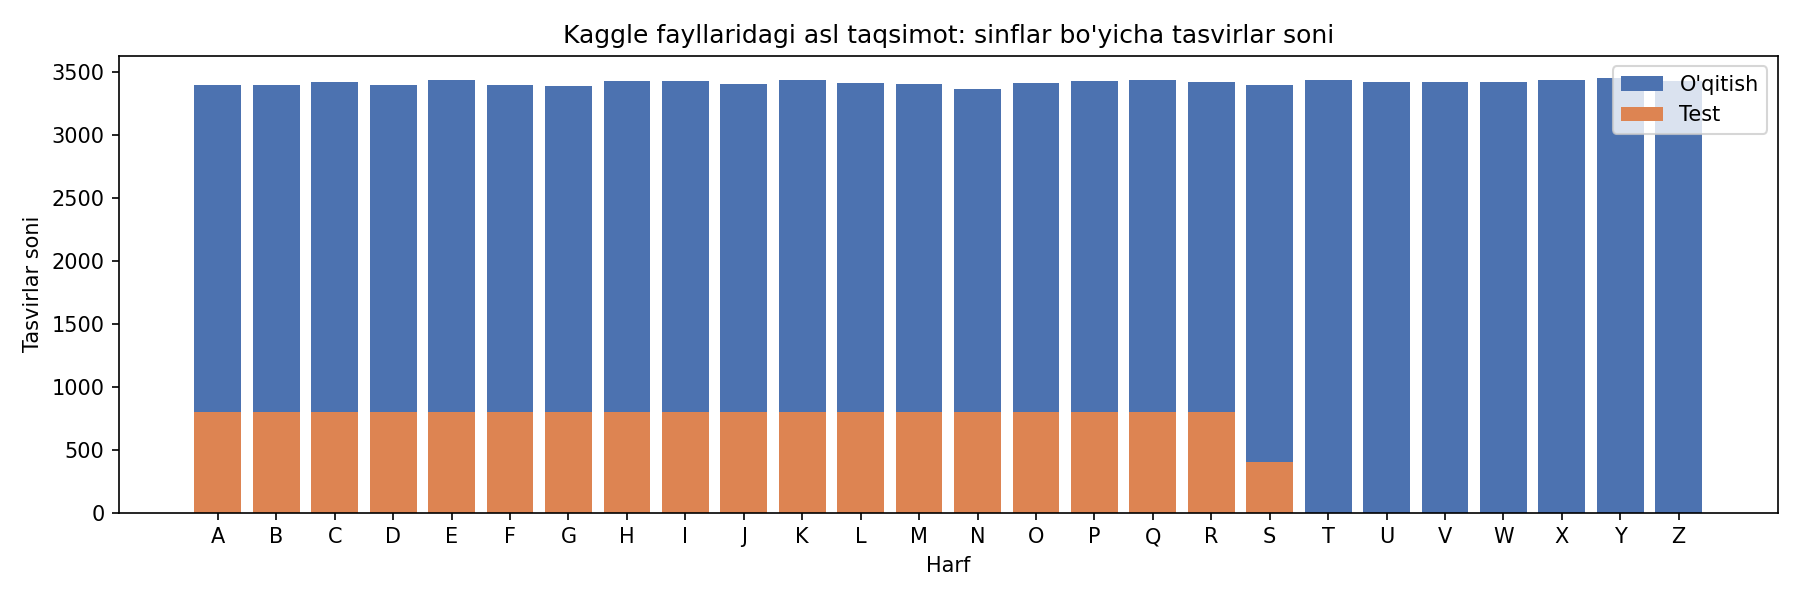 Kaggle fayllaridagi asl taqsimot: sinflar bo'yicha tasvirlar soni
O'qitish
Test
Tasvirlar soni
3500
3000
2500
2000
1500
1000
500
0
A B C D E F G H I J K L M N O P Q R S T U V W X Y Z
Harf